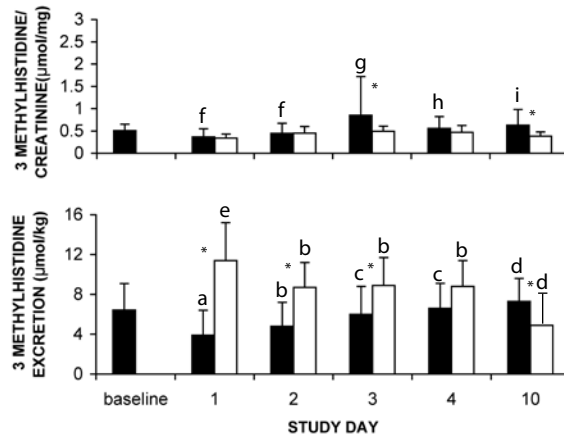 3 METHYLHISTIDINE/
CREATININE(µmol/mg)
3
2.5
2
1.5
1
0.5
0
f
f
g
*
h
i
*
3 METHYLHISTIDINE
EXCRETION (µmol/kg)
16
12
8
4
0
a
*
e
b
*
b
c
*
b
c
b
d
*
d
baseline 1 2 3 4 10
STUDY DAY